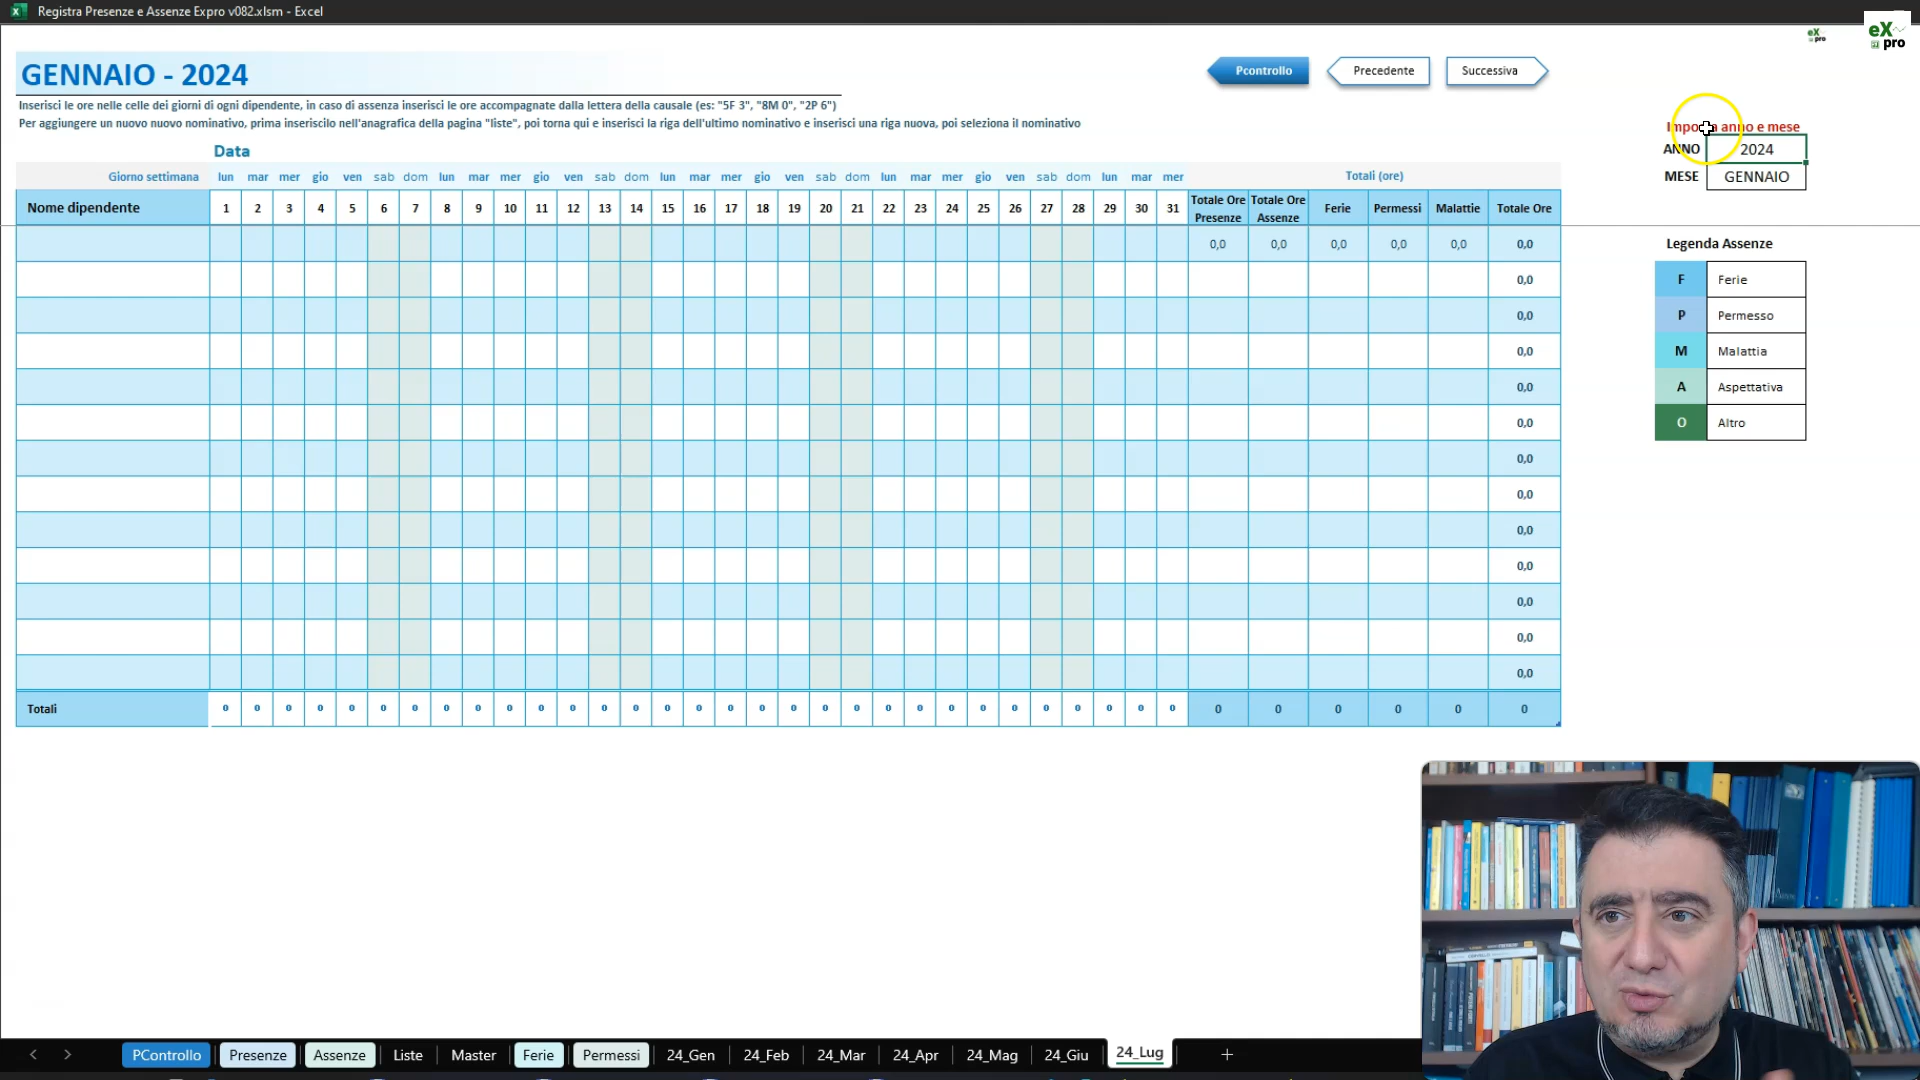 Registra Presenze e Assenze Expro v082.xlsm - Excel
eX pro
eX pro
GENNAIO - 2024
Pcontrollo Precedente Successiva
Inserisci le ore nelle celle dei giorni di ogni dipendente, in caso di assenza inserisci le ore accompagnate dalla lettera della causale (es: "5F 3", "8M 0", "2P 6")
Per aggiungere un nuovo nuovo nominativo, prima inseriscilo nell'anagrafica della pagina "liste", poi torna qui e inserisci la riga dell'ultimo nominativo e inserisci una riga nuova, poi seleziona il nominativo
anno e mese
ANNO 2024
MESE GENNAIO
Data
Giorno settimana lun mar mer gio ven sab dom lun mar mer gio ven sab dom lun mar mer gio ven sab dom lun mar mer gio ven sab dom lun mar mer Totali (ore)
Nome dipendente 1 2 3 4 5 6 7 8 9 10 11 12 13 14 15 16 17 18 19 20 21 22 23 24 25 26 27 28 29 30 31 Totale Ore Presenze Totale Ore Assenze Ferie Permessi Malattie Totale Ore
0,0 0,0 0,0 0,0 0,0 0,0
0,0
0,0
0,0
0,0
0,0
0,0
0,0
0,0
0,0
0,0
0,0
0,0
Totali 0 0 0 0 0 0 0 0 0 0 0 0 0 0 0 0 0 0 0 0 0 0 0 0 0 0 0 0 0 0 0 0 0 0 0 0 0
Legenda Assenze
F Ferie
P Permesso
M Malattia
A Aspettativa
O Altro
PControllo Presenze Assenze Liste Master Ferie Permessi 24_Gen 24_Feb 24_Mar 24_Apr 24_Mag 24_Giu 24_Lug +